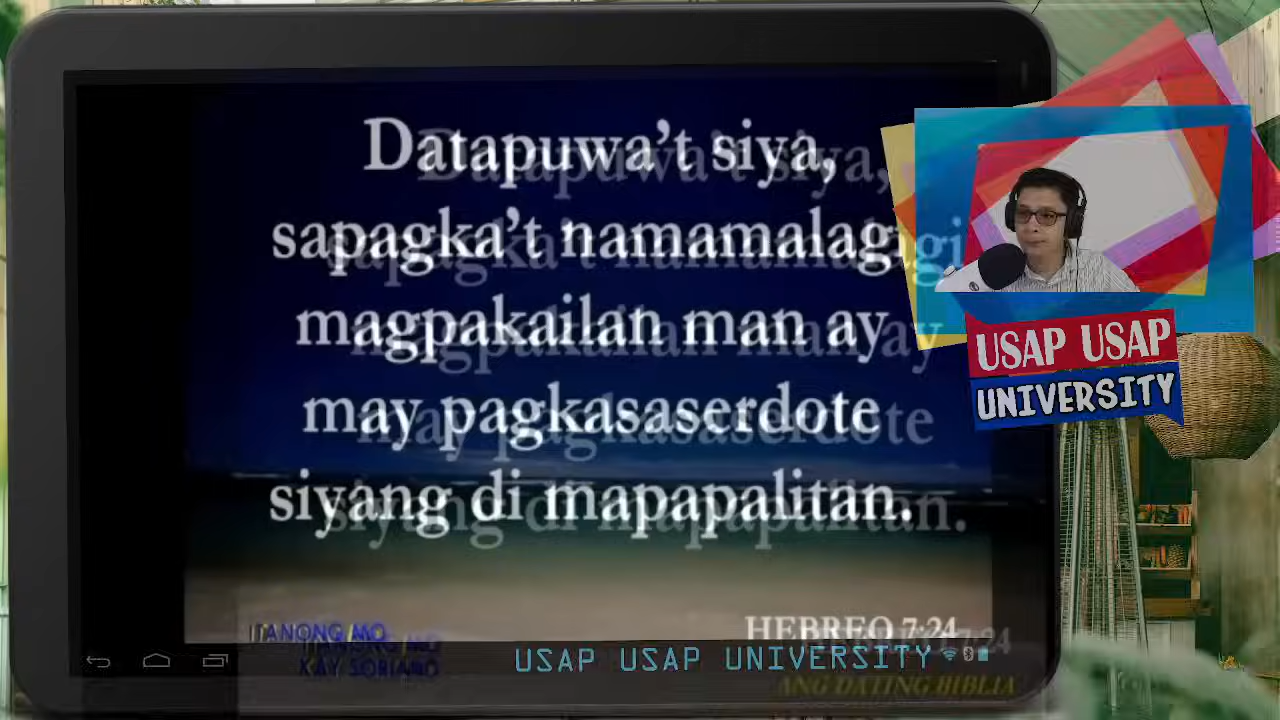 Datapuwa't siya,
sapagka't namamalagi
magpakailan man ay
may pagkasaserdote
siyang di mapapalitan.
HEBREO 7:24
ITANONG MO
KAY SORIANO
ANG DATING BIBLIA
USAP USAP UNIVERSITY
USAP USAP
UNIVERSITY